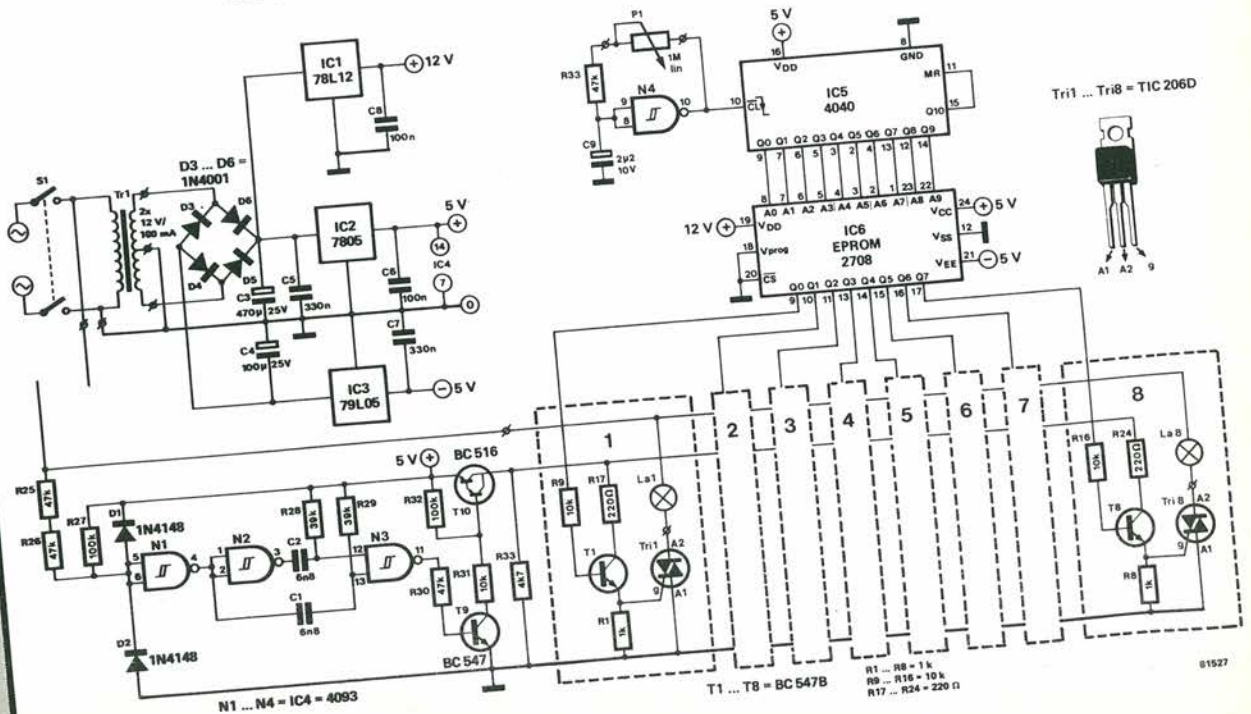 IC1
78L12
12 V
C8
100n
D3 ... D6 =
1N4001
S1
Tr1
2x
12 V/
100 mA
D3
D6
D4
D5
C3
470µ 25V
C5
330n
IC2
7805
5 V
14
IC4
7
C6
100n
0
C4
100µ 25V
C7
330n
IC3
79L05
5 V
P1
1M
lin
R33
47k
N4
9
8
10
C9
2µ2
10V
5 V
16
VDD
8
GND
IC5
4040
10
CL
MR
11
Q10
15
Q0 Q1 Q2 Q3 Q4 Q5 Q6 Q7 Q8 Q9
9 7 6 5 3 2 4 13 12 14
8 7 6 5 4 3 2 1 23 22
A0 A1 A2 A3 A4 A5 A6 A7 A8 A9
12 V
19
VDD
18
Vprog
20
CS
IC6
EPROM
2708
VCC
24
5 V
VSS
12
VEE
21
5 V
Q0 Q1 Q2 Q3 Q4 Q5 Q6 Q7
9 10 11 13 14 15 16 17
Tri1 ... Tri8 = TIC 206D
A1 A2 g
R25
47k
R26
47k
R27
100k
D1
1N4148
D2
1N4148
N1
5
6
4
N2
1
2
3
C2
6n8
C1
6n8
R28
39k
R29
39k
N3
12
13
11
R30
47k
5 V
R32
100k
BC 516
T10
R31
10k
T9
BC 547
R33
4k7
1
R9
10k
R17
220Ω
La1
T1
Tri1
A2
g
A1
R1
1k
2
3
4
5
6
7
8
R16
10k
R24
220Ω
La8
T8
Tri8
A2
g
A1
R8
1k
N1 ... N4 = IC4 = 4093
T1 ... T8 = BC 547B
R1 ... R8 = 1 k
R9 ... R16 = 10 k
R17 ... R24 = 220 Ω
81527